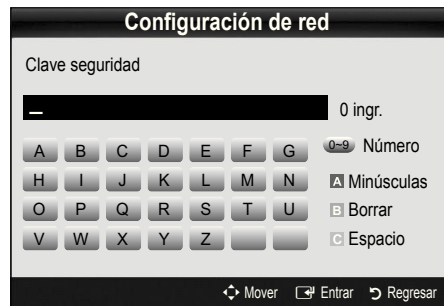 Configuración de red
Clave seguridad
_ 0 ingr.
A B C D E F G 0~9 Número
H I J K L M N A Minúsculas
O P Q R S T U B Borrar
V W X Y Z C Espacio
Mover Entrar Regresar